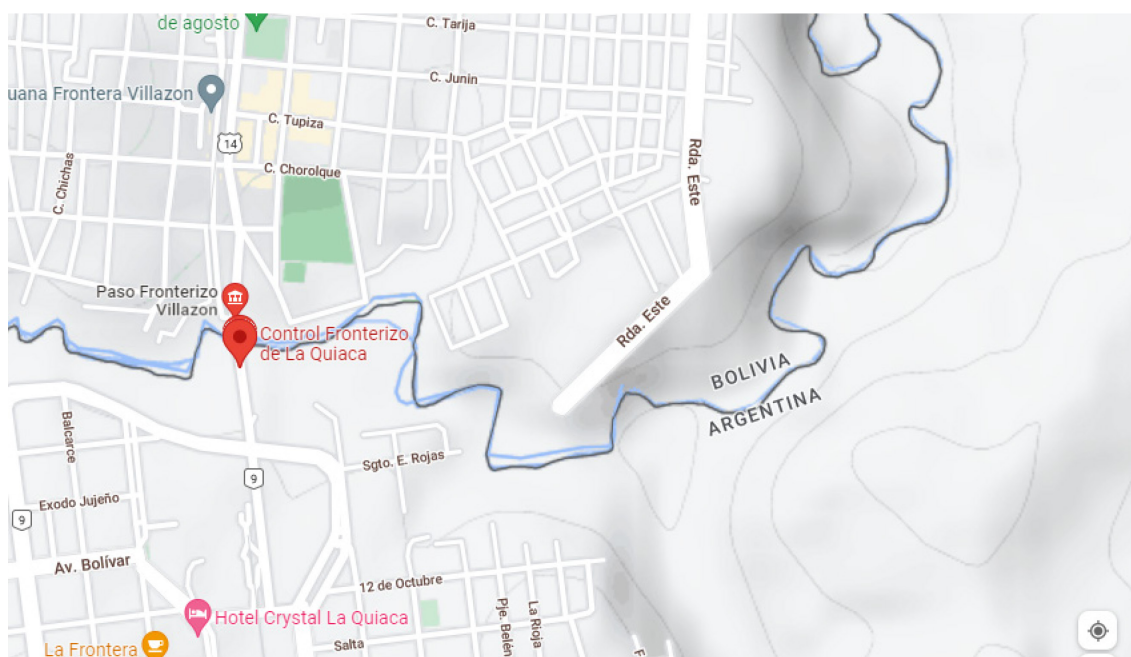 de agosto
C. Tarija
C. Junin
uana Frontera Villazon
C. Tupiza
14
C. Chorolque
C. Chichas
Rda. Este
Paso Fronterizo
Villazon
Control Fronterizo
de La Quiaca
Rda. Este
BOLIVIA
ARGENTINA
Balcarce
Sgto. E. Rojas
9
Exodo Jujeño
9
Av. Bolívar
12 de Octubre
Hotel Crystal La Quiaca
Pje. Belén
La Rioja
Salta
La Frontera